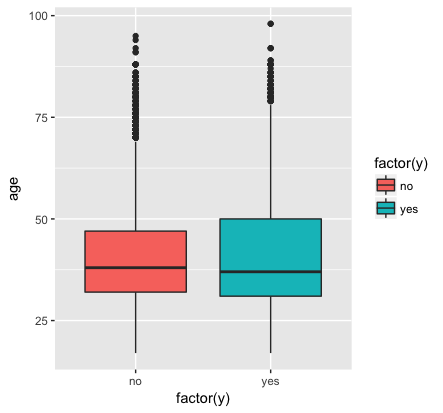 100
75
50
25
age
no
yes
factor(y)
factor(y)
no
yes